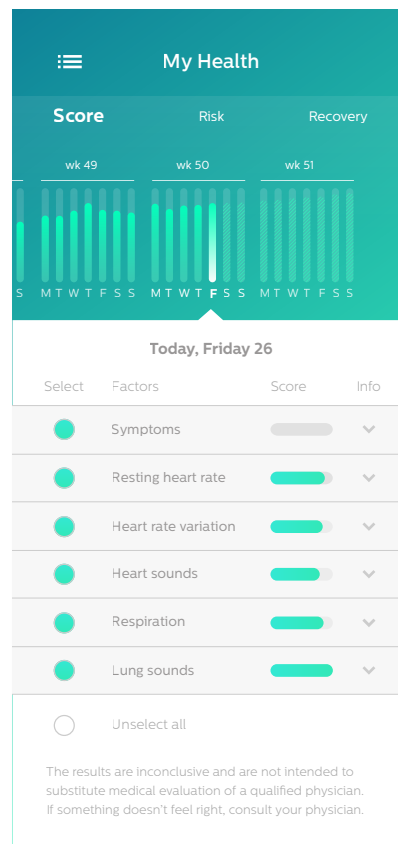 My Health
Score Risk Recovery
wk 49 wk 50 wk 51
S M T W T F S S M T W T F S S M T W T F S S
Today, Friday 26
Select Factors Score Info
Symptoms
Resting heart rate
Heart rate variation
Heart sounds
Respiration
Lung sounds
Unselect all
The results are inconclusive and are not intended to
substitute medical evaluation of a qualified physician.
If something doesn't feel right, consult your physician.